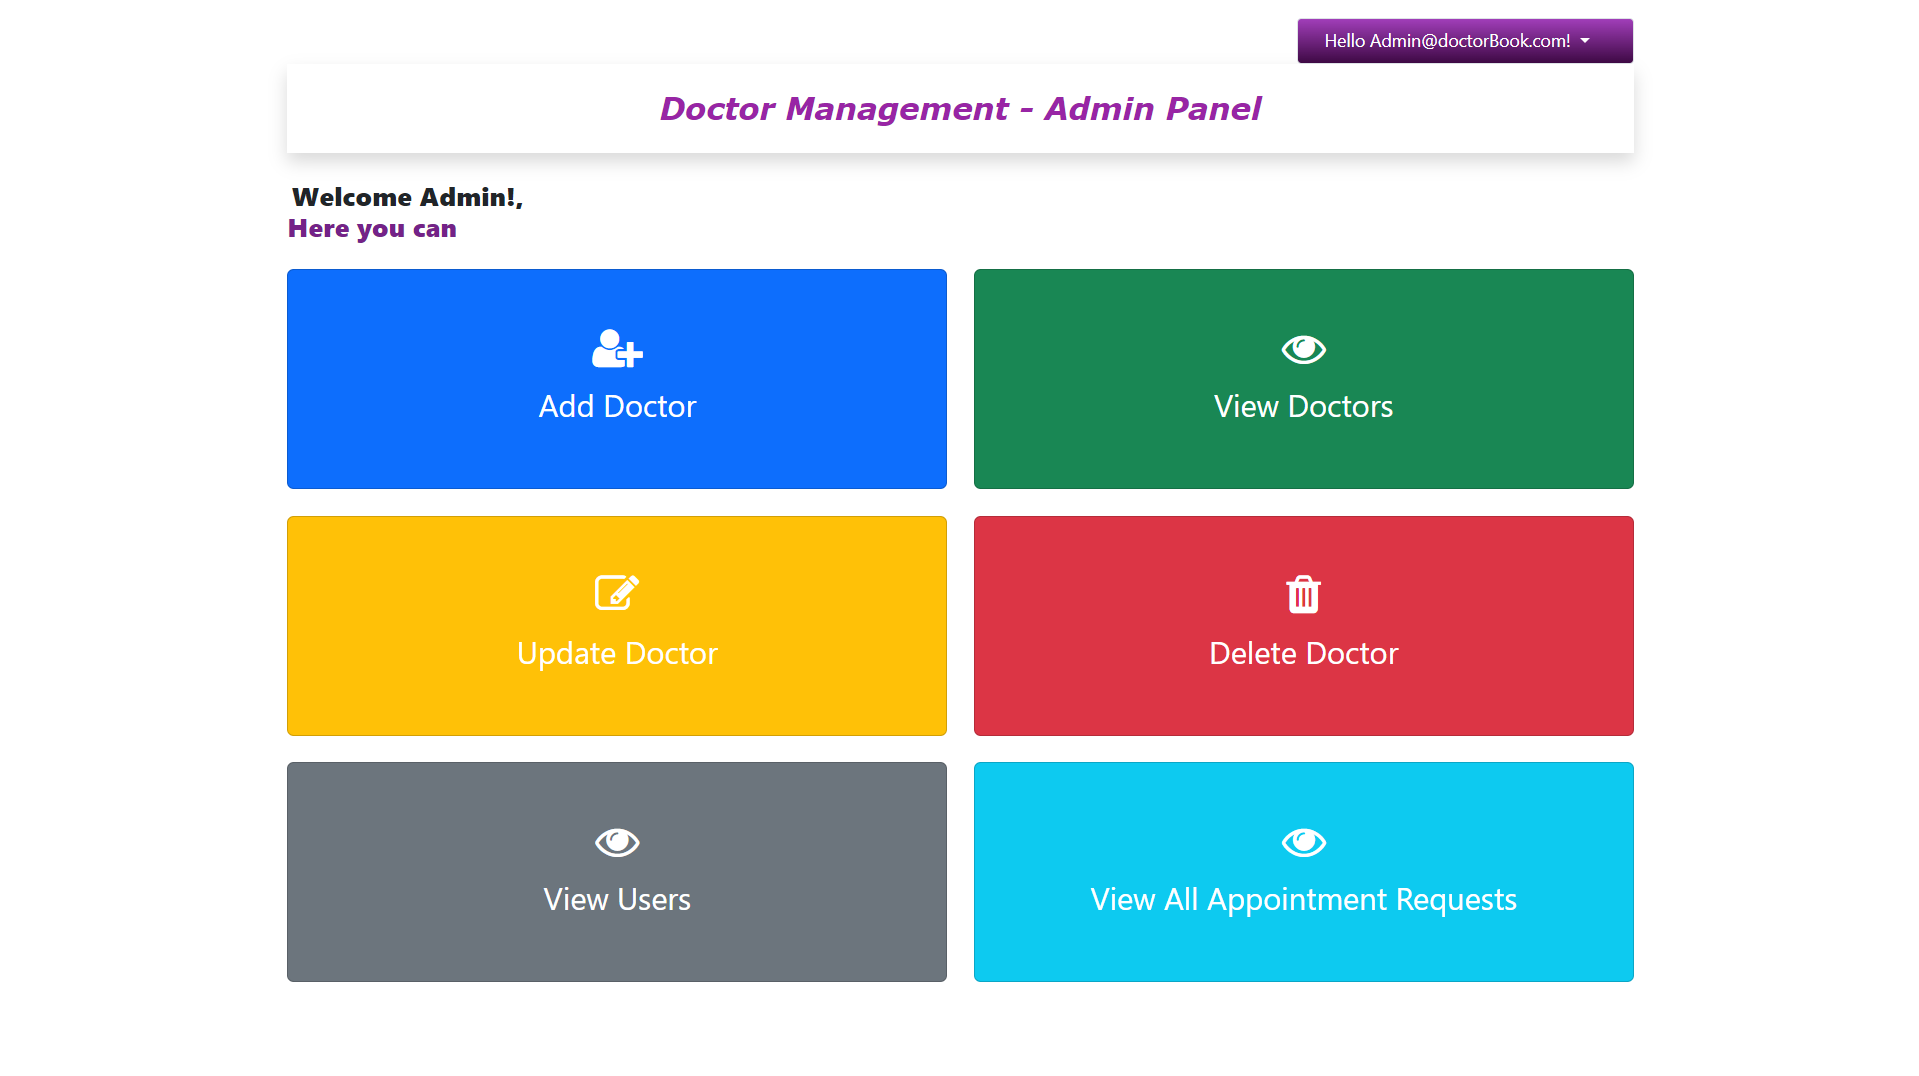 Hello Admin@doctorBook.com!
Doctor Management – Admin Panel
Welcome Admin!,
Here you can
Add Doctor
View Doctors
Update Doctor
Delete Doctor
View Users
View All Appointment Requests